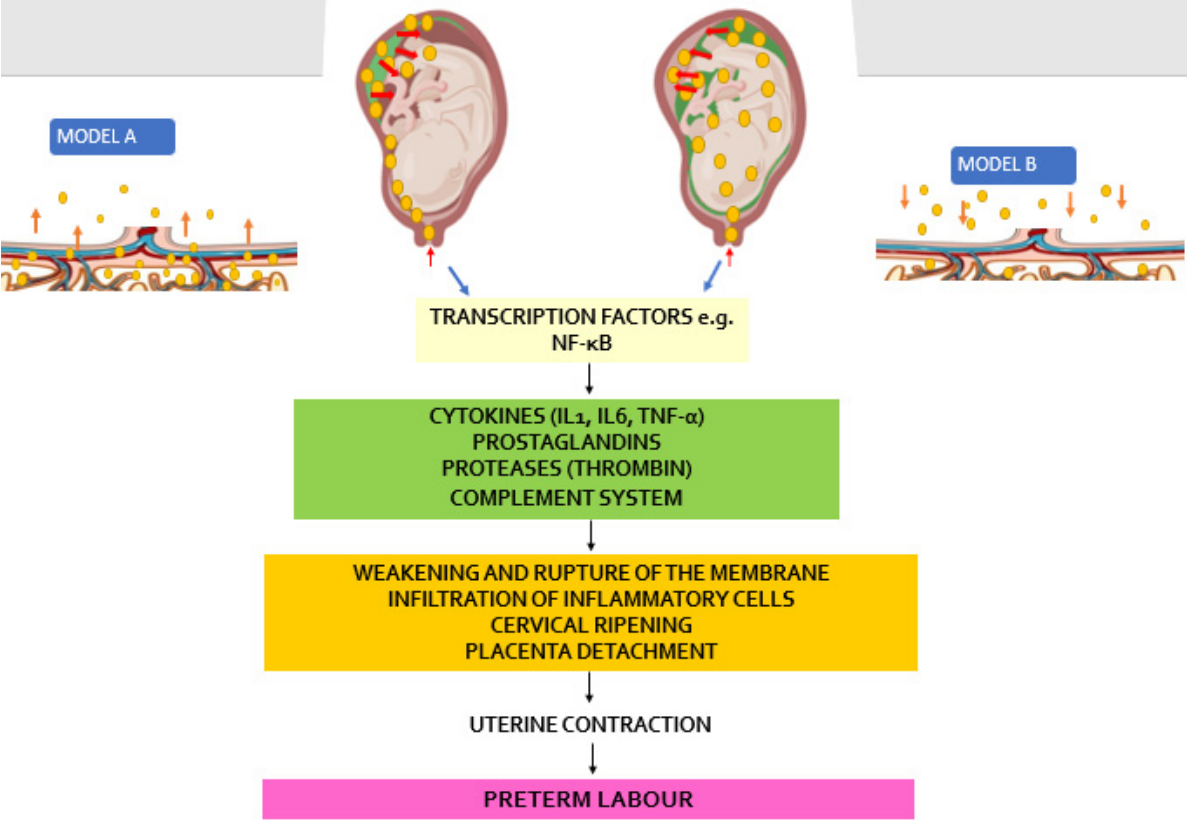 MODEL A
MODEL B
TRANSCRIPTION FACTORS e.g.
NF-κB
CYTOKINES (IL1, IL6, TNF-α)
PROSTAGLANDINS
PROTEASES (THROMBIN)
COMPLEMENT SYSTEM
WEAKENING AND RUPTURE OF THE MEMBRANE
INFILTRATION OF INFLAMMATORY CELLS
CERVICAL RIPENING
PLACENTA DETACHMENT
UTERINE CONTRACTION
PRETERM LABOUR